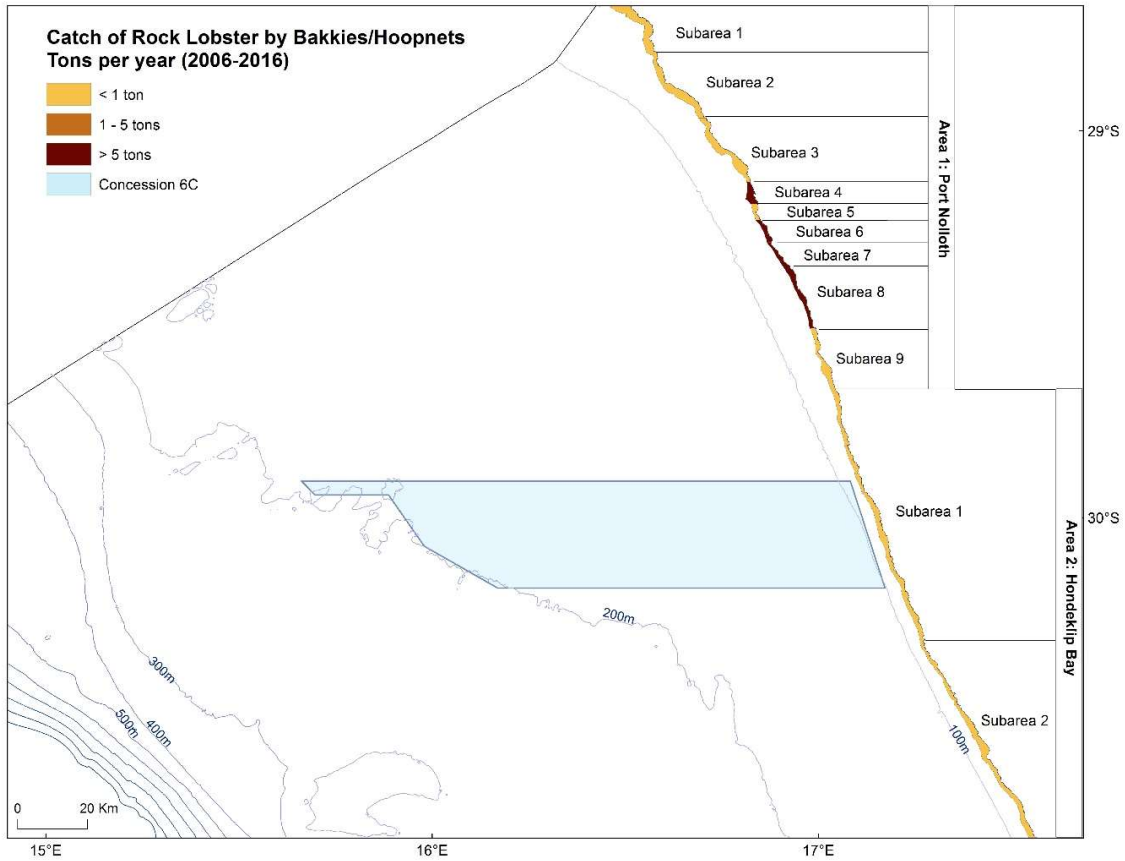 Catch of Rock Lobster by Bakkies/Hoopnets
Tons per year (2006-2016)
< 1 ton
1 - 5 tons
> 5 tons
Concession 6C
Subarea 1
Subarea 2
Subarea 3
Subarea 4
Subarea 5
Subarea 6
Subarea 7
Subarea 8
Subarea 9
Area 1: Port Nolloth
Subarea 1
Subarea 2
Area 2: Hondeklip Bay
29°S
30°S
200m
300m
400m
500m
100m
0 20 Km
15°E
16°E
17°E